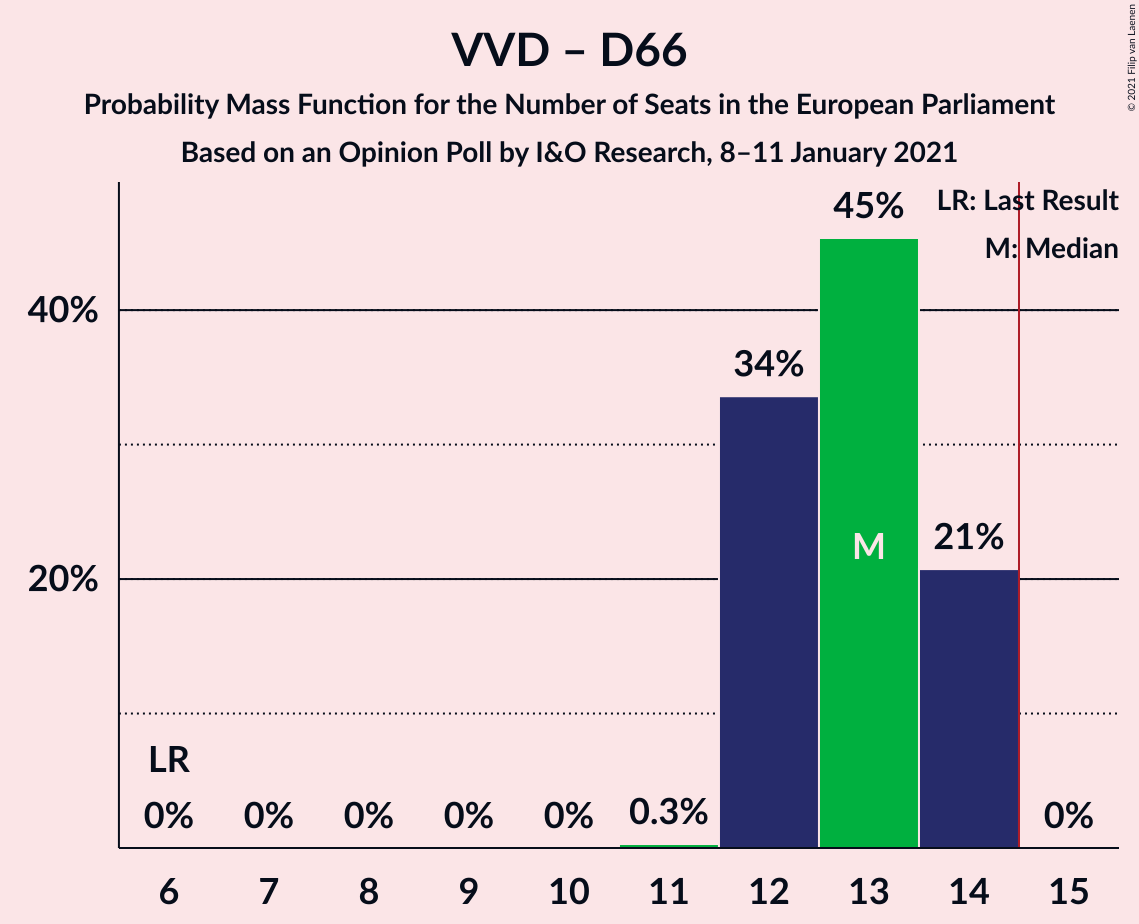 VVD – D66
Probability Mass Function for the Number of Seats in the European Parliament
Based on an Opinion Poll by I&O Research, 8–11 January 2021
© 2021 Filip van Laenen
LR: Last Result
M: Median
45%
40%
34%
M
21%
20%
LR
0%
0%
0%
0%
0%
0.3%
0%
6
7
8
9
10
11
12
13
14
15